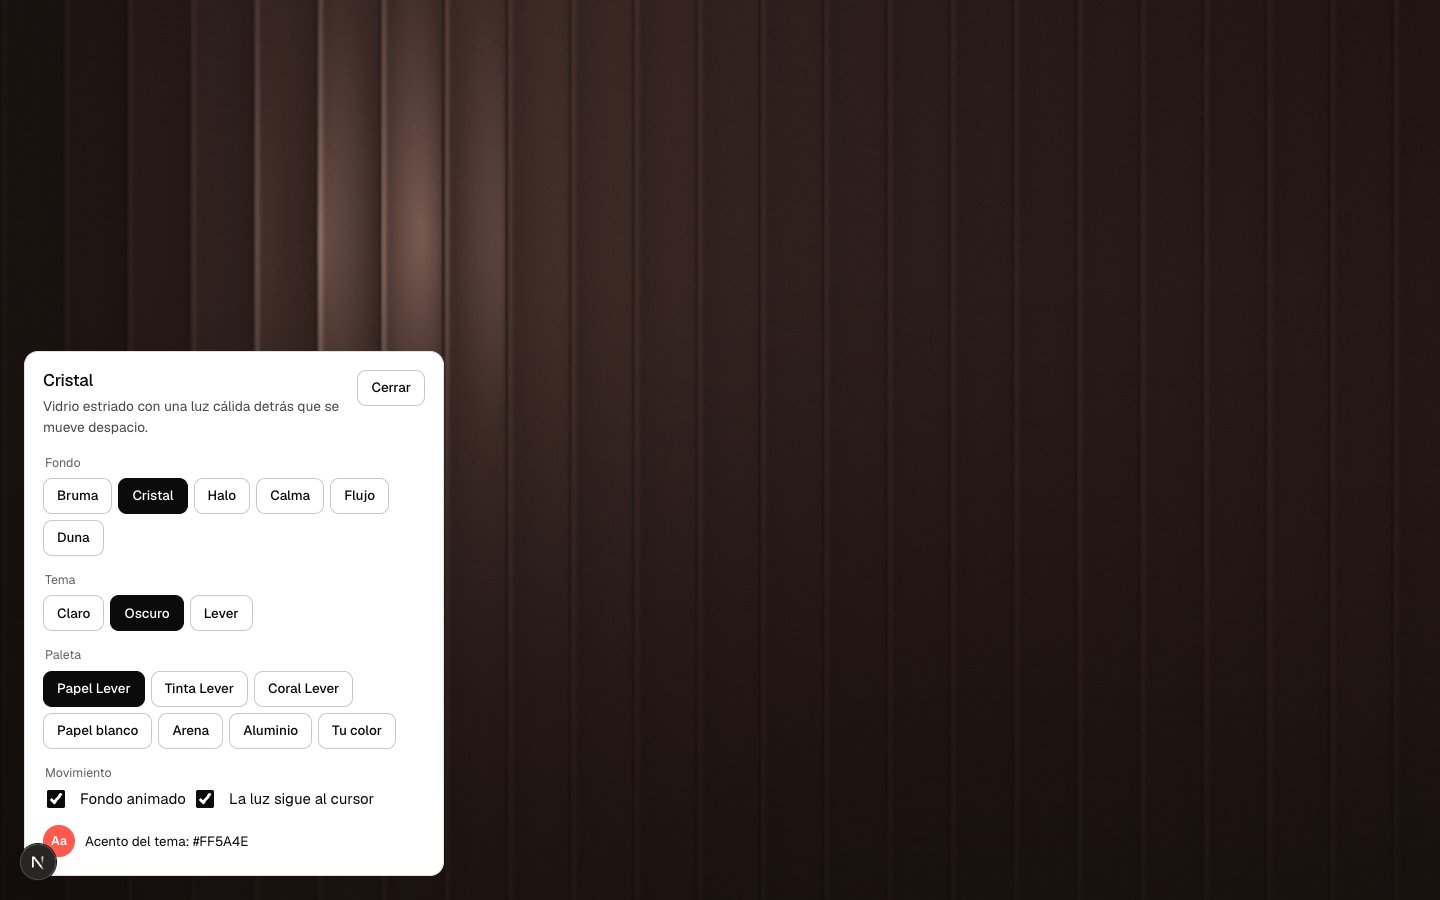 Cristal
Cerrar
Vidrio estriado con una luz cálida detrás que se
mueve despacio.
Fondo
Bruma Cristal Halo Calma Flujo
Duna
Tema
Claro Oscuro Lever
Paleta
Papel Lever Tinta Lever Coral Lever
Papel blanco Arena Aluminio Tu color
Movimiento
Fondo animado La luz sigue al cursor
Aa Acento del tema: #FF5A4E
N